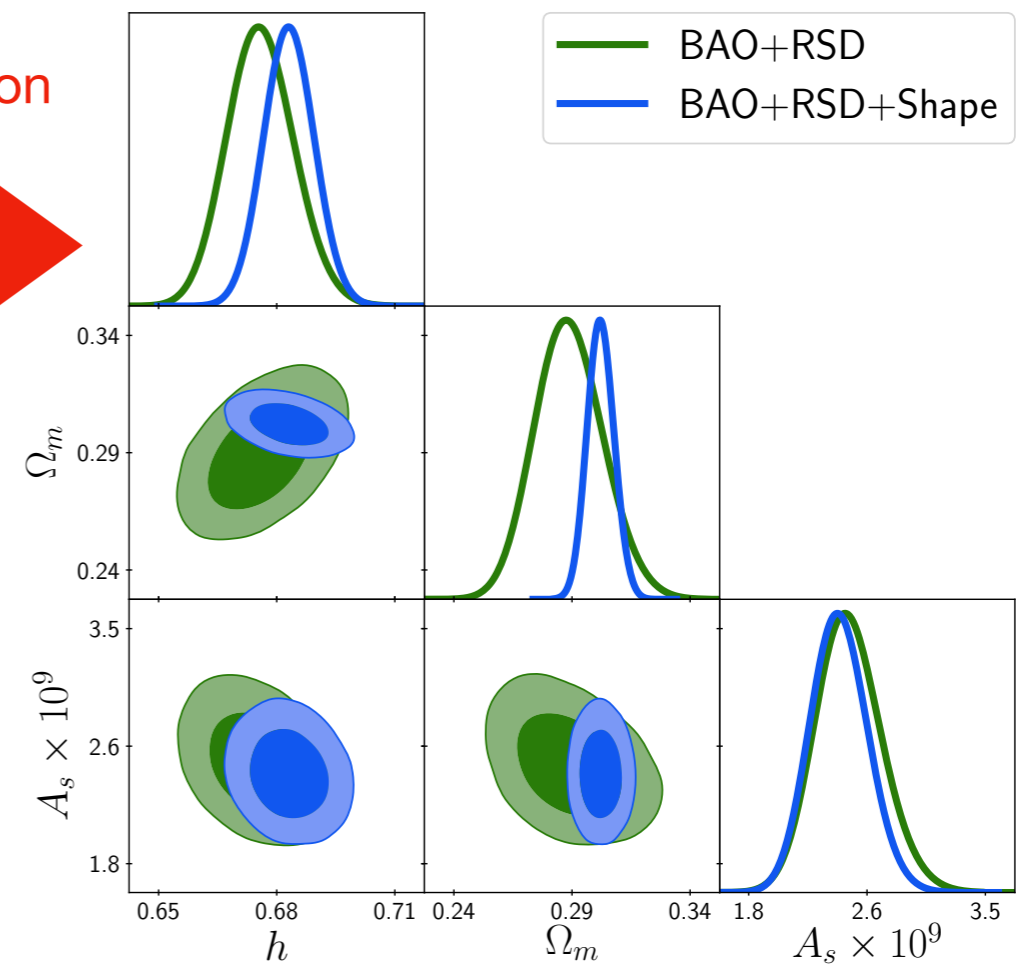 on
BAO+RSD
BAO+RSD+Shape
0.34
0.29
0.24
Ω_m
3.5
2.6
1.8
A_s × 10^9
0.65 0.68 0.71
h
0.24 0.29 0.34
Ω_m
1.8 2.6 3.5
A_s × 10^9